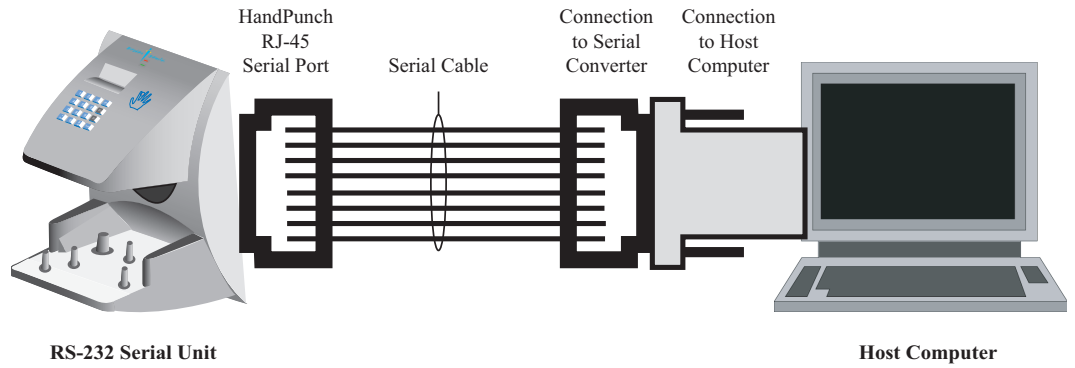 HandPunch
RJ-45
Serial Port
Serial Cable
Connection
to Serial
Converter
Connection
to Host
Computer
RS-232 Serial Unit
Host Computer